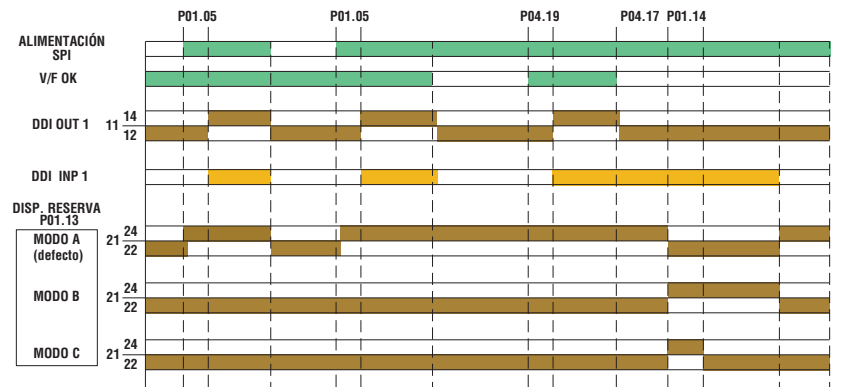 P01.05 P01.05 P04.19 P04.17 P01.14
ALIMENTACIÓN
SPI
V/F OK
DDI OUT 1 11 14
12
DDI INP 1
DISP. RESERVA
P01.13
MODO A
(defecto)
21 24
22
MODO B 21 24
22
MODO C 21 24
22